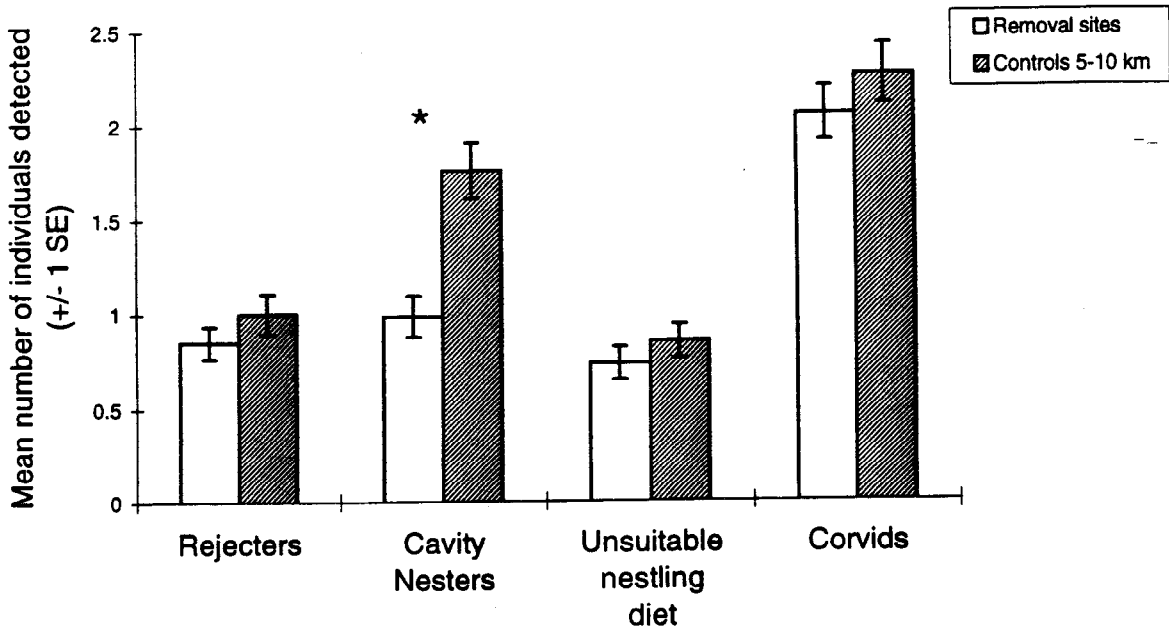 Mean number of individuals detected
(+/- 1 SE)
2.5
2
1.5
1
0.5
0
*
Removal sites
Controls 5-10 km
Rejecters
Cavity
Nesters
Unsuitable
nestling
diet
Corvids